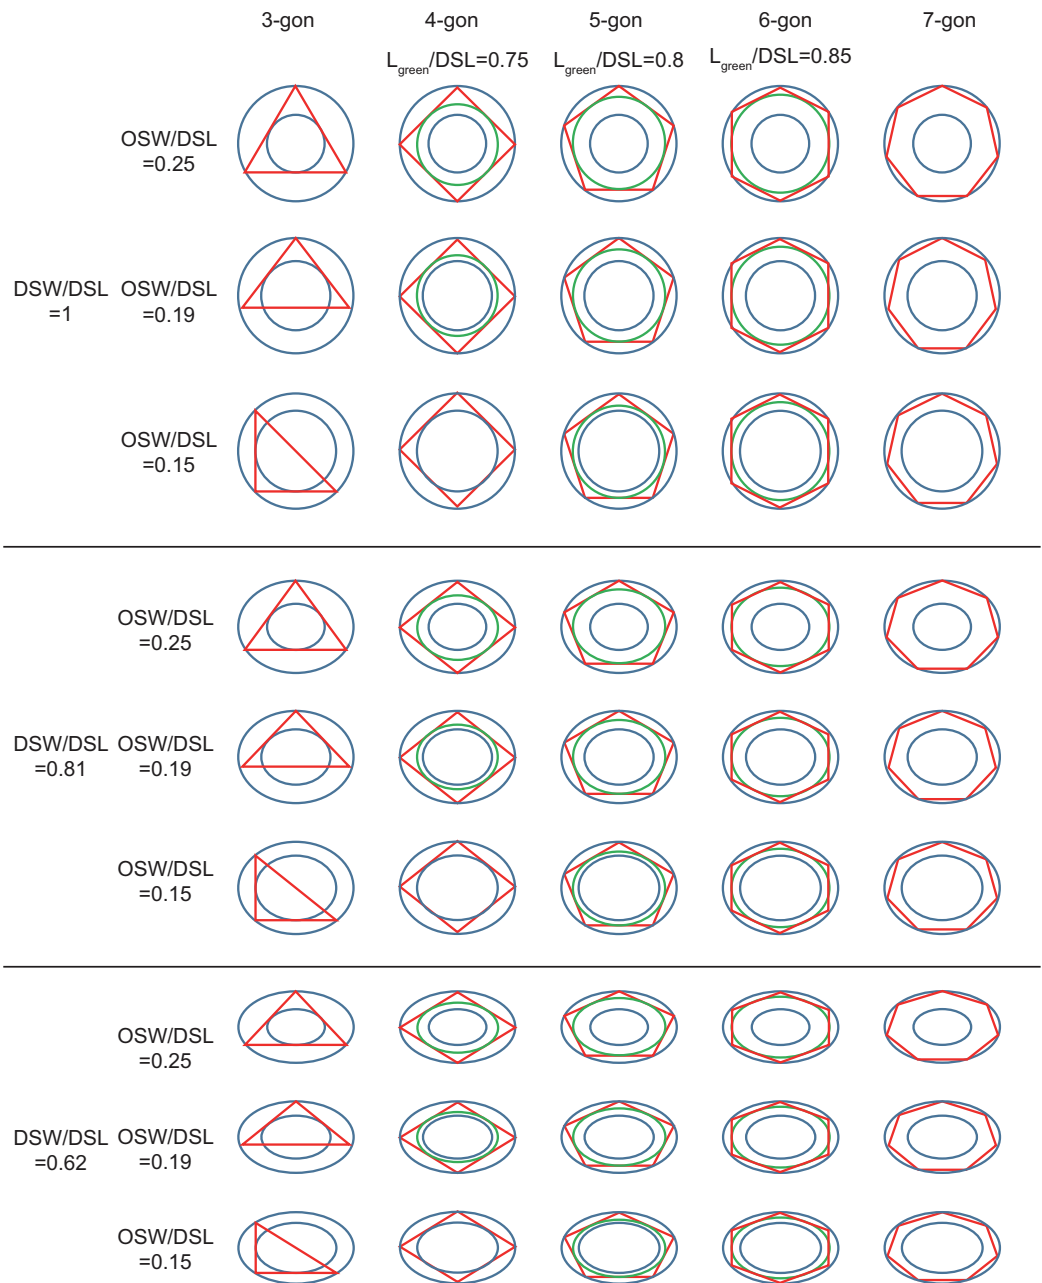 3-gon 4-gon 5-gon 6-gon 7-gon
L_green/DSL=0.75 L_green/DSL=0.8 L_green/DSL=0.85
OSW/DSL
=0.25
DSW/DSL OSW/DSL
=1 =0.19
OSW/DSL
=0.15
OSW/DSL
=0.25
DSW/DSL OSW/DSL
=0.81 =0.19
OSW/DSL
=0.15
OSW/DSL
=0.25
DSW/DSL OSW/DSL
=0.62 =0.19
OSW/DSL
=0.15